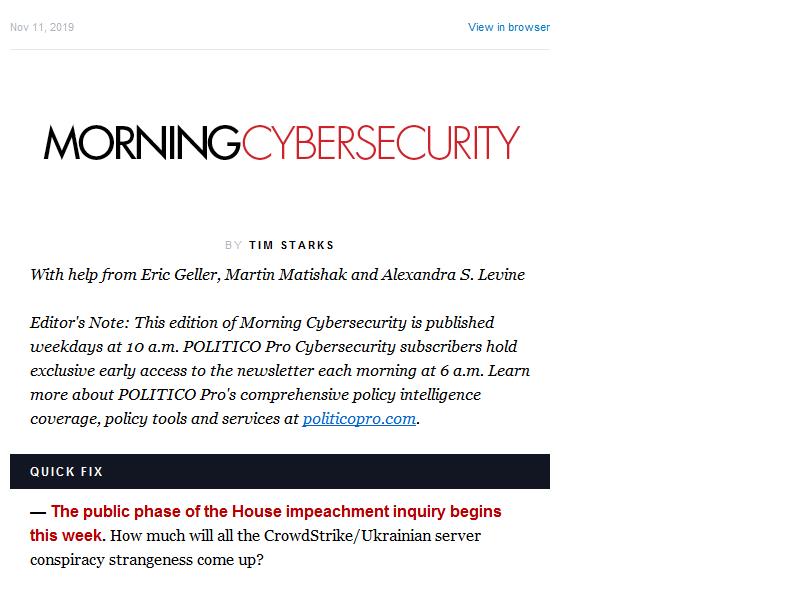 Nov 11, 2019
View in browser
MORNINGCYBERSECURITY
BY TIM STARKS
With help from Eric Geller, Martin Matishak and Alexandra S. Levine
Editor's Note: This edition of Morning Cybersecurity is published
weekdays at 10 a.m. POLITICO Pro Cybersecurity subscribers hold
exclusive early access to the newsletter each morning at 6 a.m. Learn
more about POLITICO Pro's comprehensive policy intelligence
coverage, policy tools and services at politicopro.com.
QUICK FIX
— The public phase of the House impeachment inquiry begins
this week. How much will all the CrowdStrike/Ukrainian server
conspiracy strangeness come up?